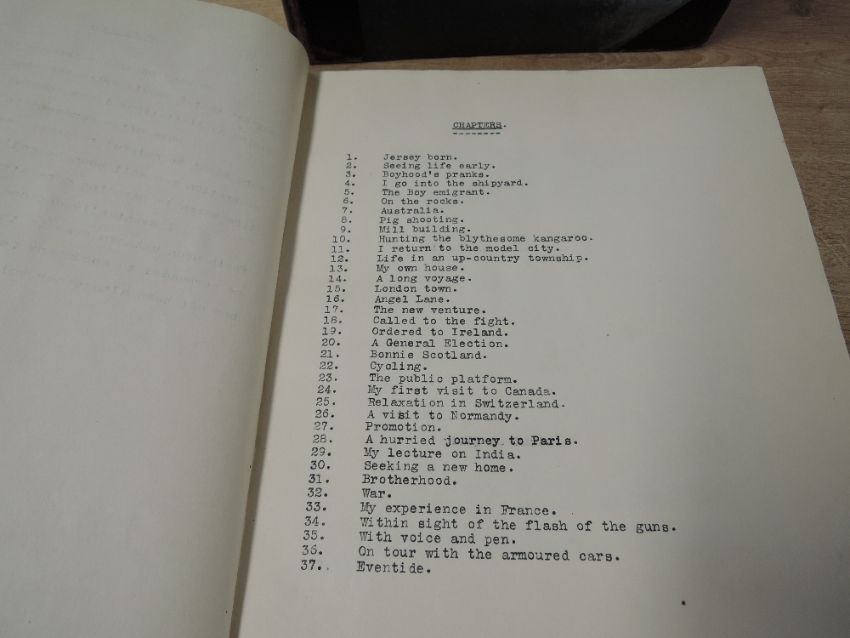 CHAPTERS.
1. Jersey born.
2. Seeing life early.
3. Boyhood's pranks.
4. I go into the shipyard.
5. The Boy emigrant.
6. On the rocks.
7. Australia.
8. Pig shooting.
9. Mill building.
10. Hunting the blythesome kangaroo.
11. I return to the model city.
12. Life in an up-country township.
13. My own house.
14. A long voyage.
15. London town.
16. Angel Lane.
17. The new venture.
18. Called to the fight.
19. Ordered to Ireland.
20. A General Election.
21. Bonnie Scotland.
22. Cycling.
23. The public platform.
24. My first visit to Canada.
25. Relaxation in Switzerland.
26. A visit to Normandy.
27. Promotion.
28. A hurried journey to Paris.
29. My lecture on India.
30. Seeking a new home.
31. Brotherhood.
32. War.
33. My experience in France.
34. Within sight of the flash of the guns.
35. With voice and pen.
36. On tour with the armoured cars.
37. Eventide.